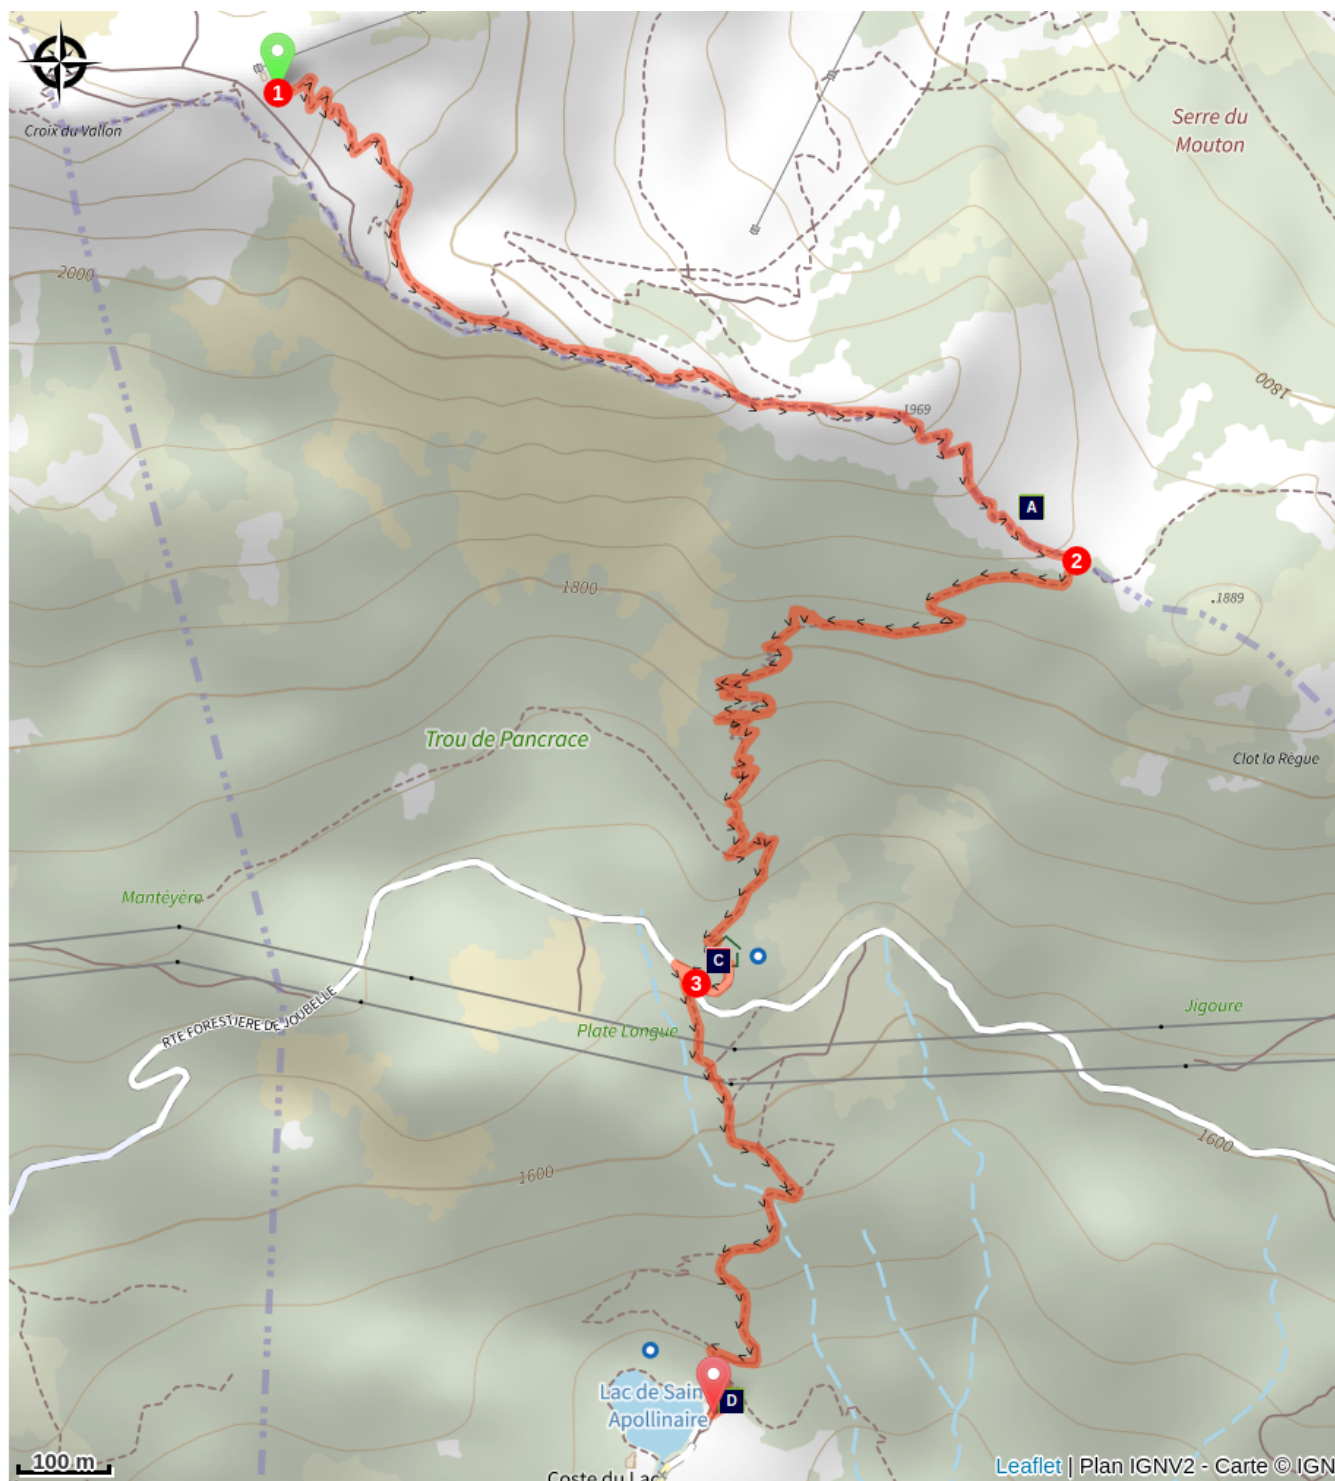 1
Croix du Vallon
Serre du
Mouton
2000
1969
1800
A
2
1800
.1889
Trou de Pancrace
Clot la Règue
Mantéyère
C
3
RTE FORESTIERE DE JOUBELLE
Plate Longue
Jigoure
1600
1600
Lac de Sain
Apollinaire
D
100 m
Coste du Lac
Leaflet | Plan IGNV2 - Carte © IGN